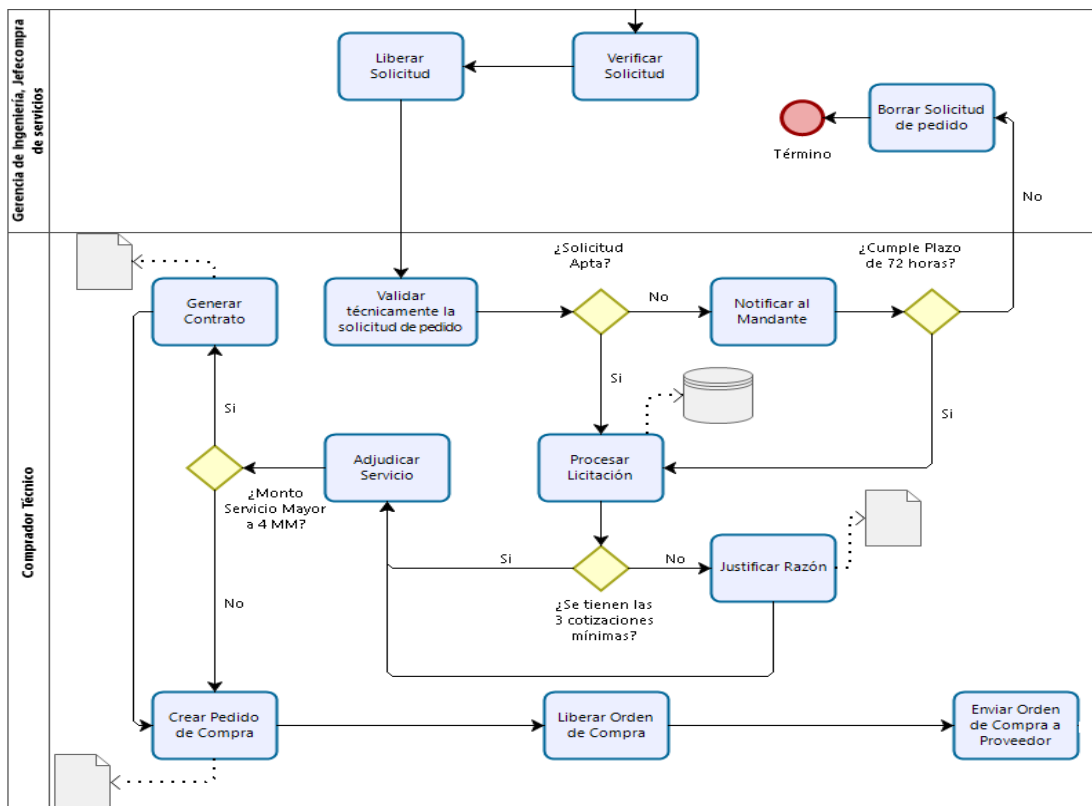 Gerencia de Ingeniería, Jefecompra
de servicios
Liberar
Solicitud
Verificar
Solicitud
Borrar Solicitud
de pedido
Término
No
Comprador Técnico
¿Solicitud
Apta?
¿Cumple Plazo
de 72 horas?
Generar
Contrato
Validar
técnicamente la
solicitud de pedido
No
Notificar al
Mandante
Si
Si
Si
Adjudicar
Servicio
Procesar
Licitación
¿Monto
Servicio Mayor
a 4 MM?
Si
No
Justificar Razón
No
¿Se tienen las
3 cotizaciones
mínimas?
Crear Pedido
de Compra
Liberar Orden
de Compra
Enviar Orden
de Compra a
Proveedor